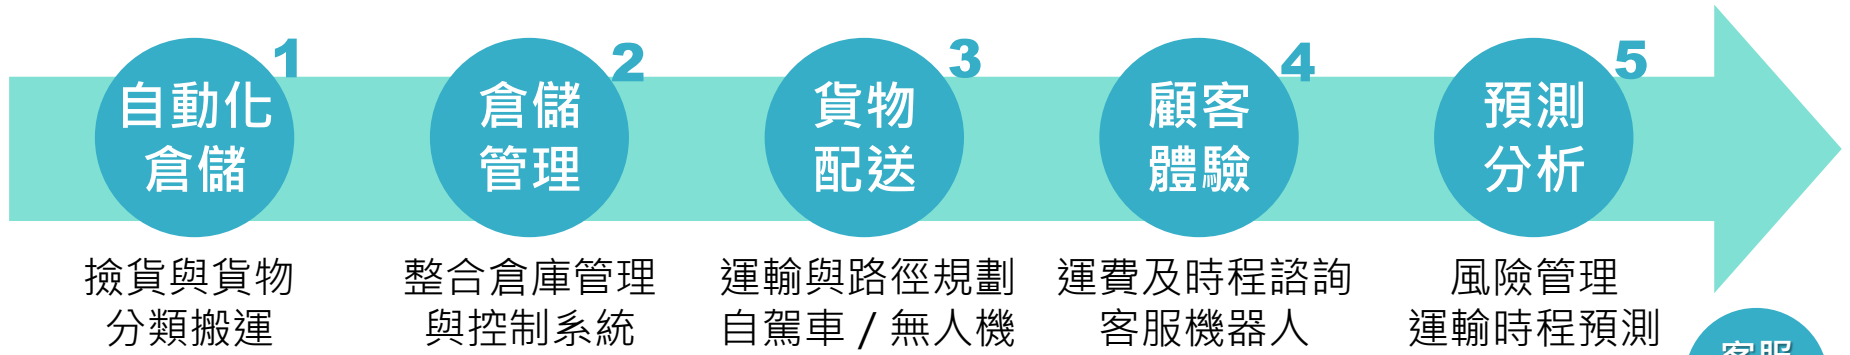 1
自動化
倉儲
撿貨與貨物
分類搬運
2
倉儲
管理
整合倉庫管理
與控制系統
3
貨物
配送
運輸與路徑規劃
自駕車 / 無人機
4
顧客
體驗
運費及時程諮詢
客服機器人
5
預測
分析
風險管理
運輸時程預測
客服